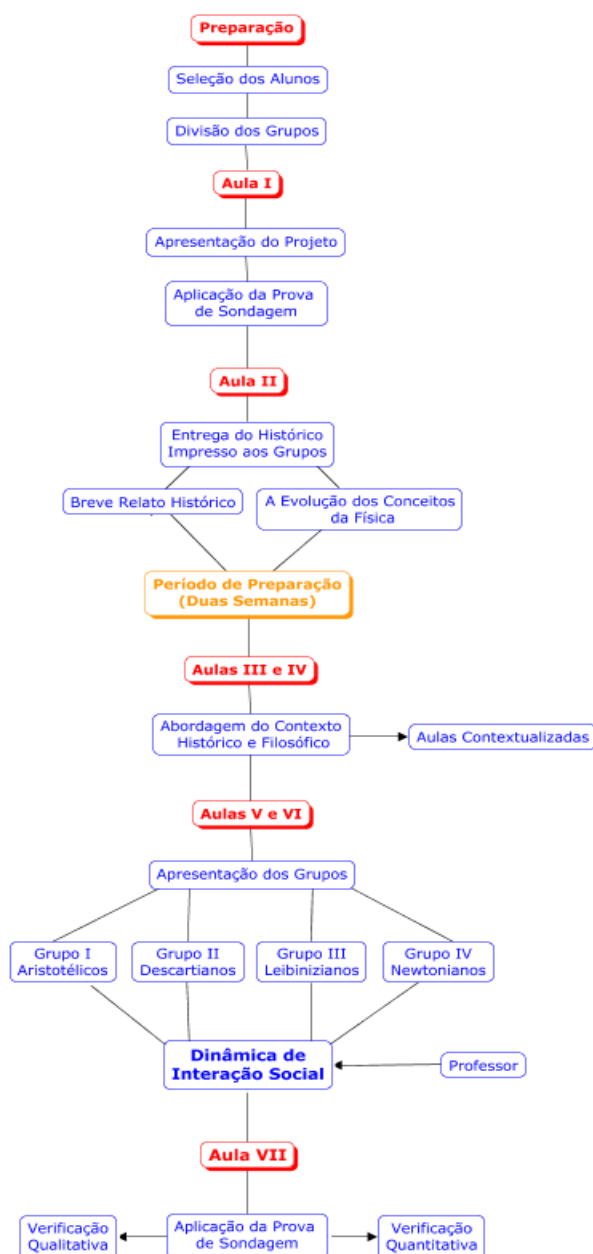 Preparação
Seleção dos Alunos
Divisão dos Grupos
Aula I
Apresentação do Projeto
Aplicação da Prova
de Sondagem
Aula II
Entrega do Histórico
Impresso aos Grupos
Breve Relato Histórico
A Evolução dos Conceitos
da Física
Período de Preparação
(Duas Semanas)
Aulas III e IV
Abordagem do Contexto
Histórico e Filosófico
Aulas Contextualizadas
Aulas V e VI
Apresentação dos Grupos
Grupo I
Aristotélicos
Grupo II
Descartianos
Grupo III
Leibinizianos
Grupo IV
Newtonianos
Dinâmica de
Interação Social
Professor
Aula VII
Verificação
Qualitativa
Aplicação da Prova
de Sondagem
Verificação
Quantitativa